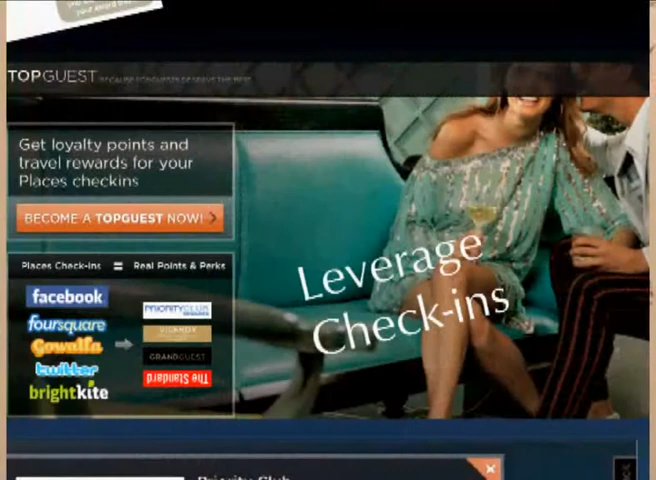 TOPGUEST BECAUSE
Get loyalty points and
travel rewards for your
Places checkins
BECOME A TOPGUEST NOW! >
Places Check-ins = Real Points & Perks
facebook
foursquare
Gowalla
twitter
brightkite
PRIORITY CLUB
GRANDGUEST
The Standard
Leverage
Check-ins
Priority Club